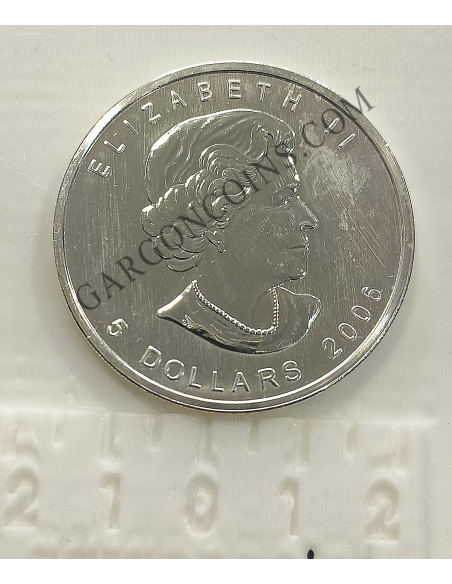 ELIZABETH II
GARGONCOINS.COM
5 DOLLARS 2006
2 1 0 1 2